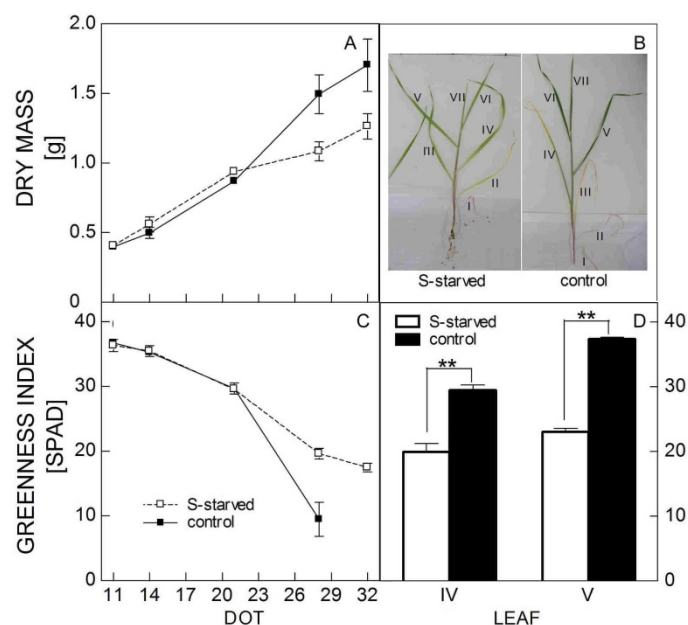 A
DRY MASS
[g]
2.0
1.5
1.0
0.5
0
B
V
VII
VI
III
IV
II
I
S-starved
VII
VI
V
IV
III
II
I
control
C
GREENNESS INDEX
[SPAD]
40
30
20
10
0
S-starved
control
11 14 17 20 23 26 29 32
DOT
D
S-starved
control
**
**
40
30
20
10
0
IV V
LEAF